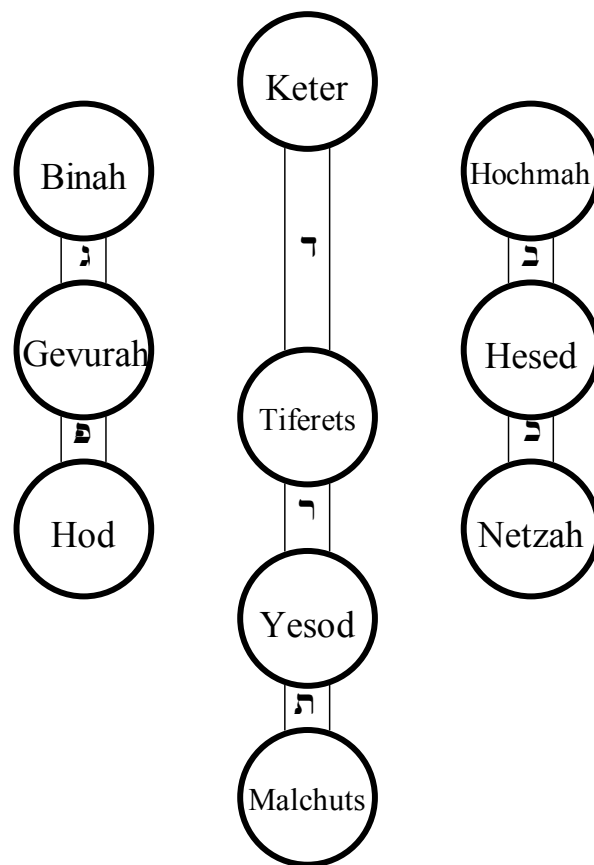 Keter
Binah
Hochmah
ג
ד
ב
Gevurah
Hesed
Tiferets
פ
כ
ר
Hod
Netzah
Yesod
ת
Malchuts